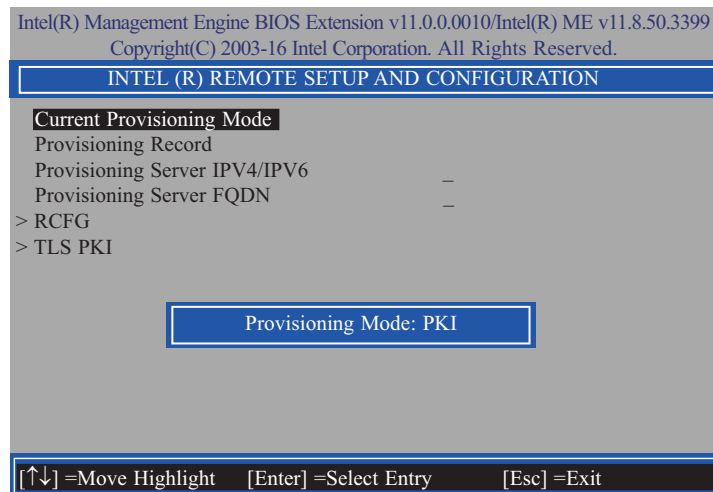 Intel(R) Management Engine BIOS Extension v11.0.0.0010/Intel(R) ME v11.8.50.3399
Copyright(C) 2003-16 Intel Corporation. All Rights Reserved.
INTEL (R) REMOTE SETUP AND CONFIGURATION
Current Provisioning Mode
Provisioning Record
Provisioning Server IPV4/IPV6 _
Provisioning Server FQDN _
> RCFG
> TLS PKI
Provisioning Mode: PKI
[↑↓] =Move Highlight [Enter] =Select Entry [Esc] =Exit